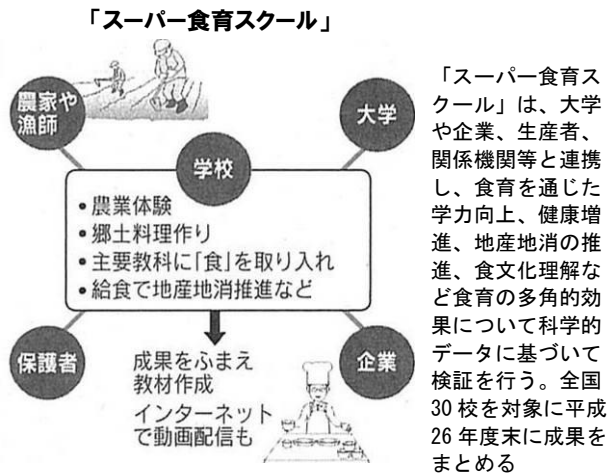 「スーパー食育スクール」
農家や
漁師
大学
学校
• 農業体験
• 郷土料理作り
• 主要教科に「食」を取り入れ
• 給食で地産地消推進など
保護者
成果をふまえ
教材作成
インターネット
で動画配信も
企業
「スーパー食育ス
クール」は、大学
や企業、生産者、
関係機関等と連携
し、食育を通じた
学力向上、健康増
進、地産地消の推
進、食文化理解な
ど食育の多角的効
果について科学的
データに基づいて
検証を行う。全国
30 校を対象に平成
26 年度末に成果を
まとめる